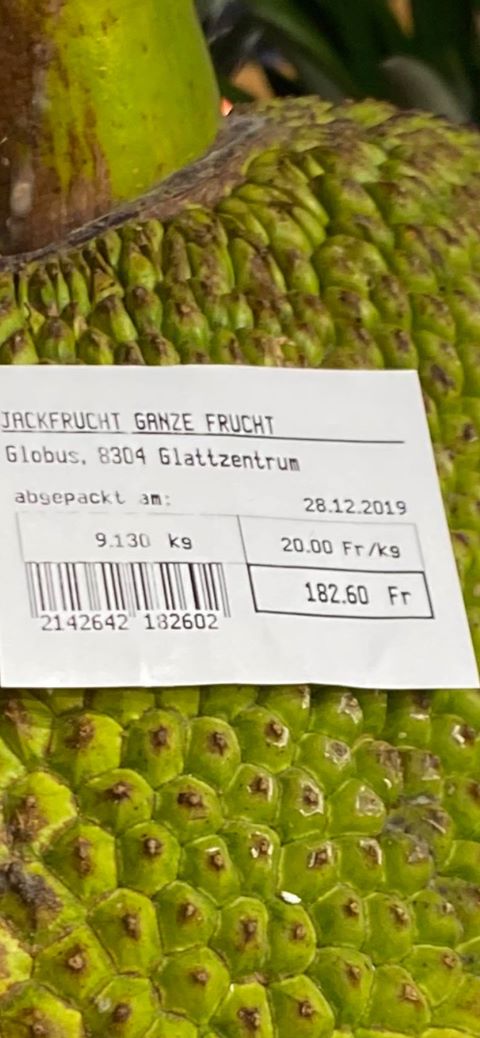 JACKFRUCHT GANZE FRUCHT
Globus, 8304 Glattzentrum
abgepackt am: 28.12.2019
9.130 kg 20.00 Fr/kg
182.60 Fr
2142642 182602